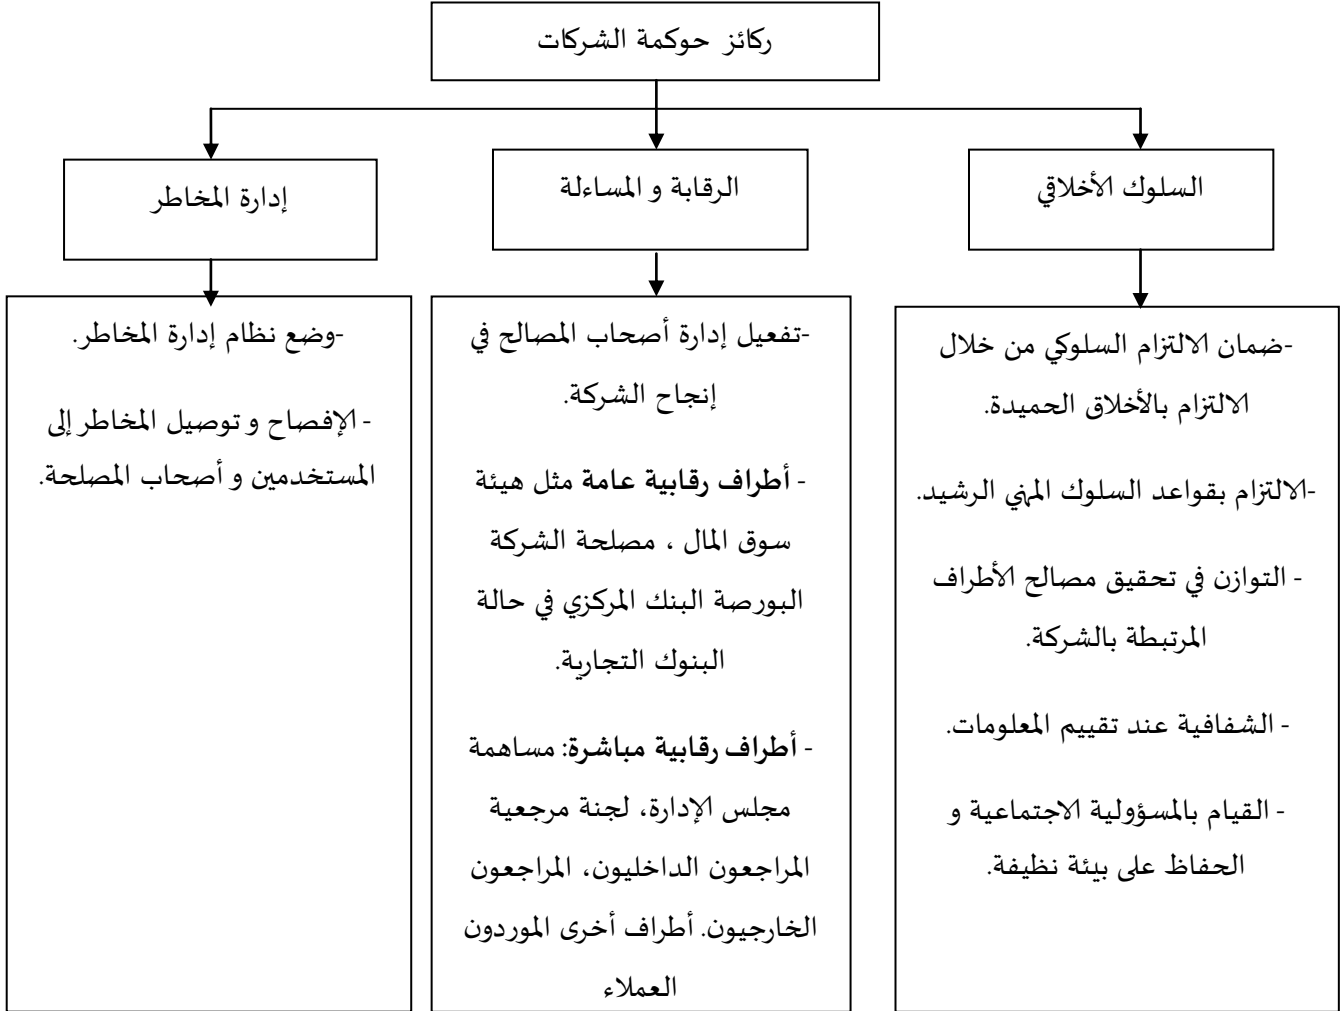 ركائز حوكمة الشركات
السلوك الأخلاقي
الرقابة و المساءلة
إدارة المخاطر
-ضمان الالتزام السلوكي من خلال
الالتزام بالأخلاق الحميدة.
-الالتزام بقواعد السلوك المهني الرشيد.
- التوازن في تحقيق مصالح الأطراف
المرتبطة بالشركة.
- الشفافية عند تقييم المعلومات.
- القيام بالمسؤولية الاجتماعية و
الحفاظ على بيئة نظيفة.
-تفعيل إدارة أصحاب المصالح في
إنجاح الشركة.
- أطراف رقابية عامة مثل هيئة
سوق المال ، مصلحة الشركة
البورصة البنك المركزي في حالة
البنوك التجارية.
- أطراف رقابية مباشرة: مساهمة
مجلس الإدارة، لجنة مرجعية
المراجعون الداخليون، المراجعون
الخارجيون. أطراف أخرى الموردون
العملاء
-وضع نظام إدارة المخاطر.
- الإفصاح و توصيل المخاطر إلى
المستخدمين و أصحاب المصلحة.